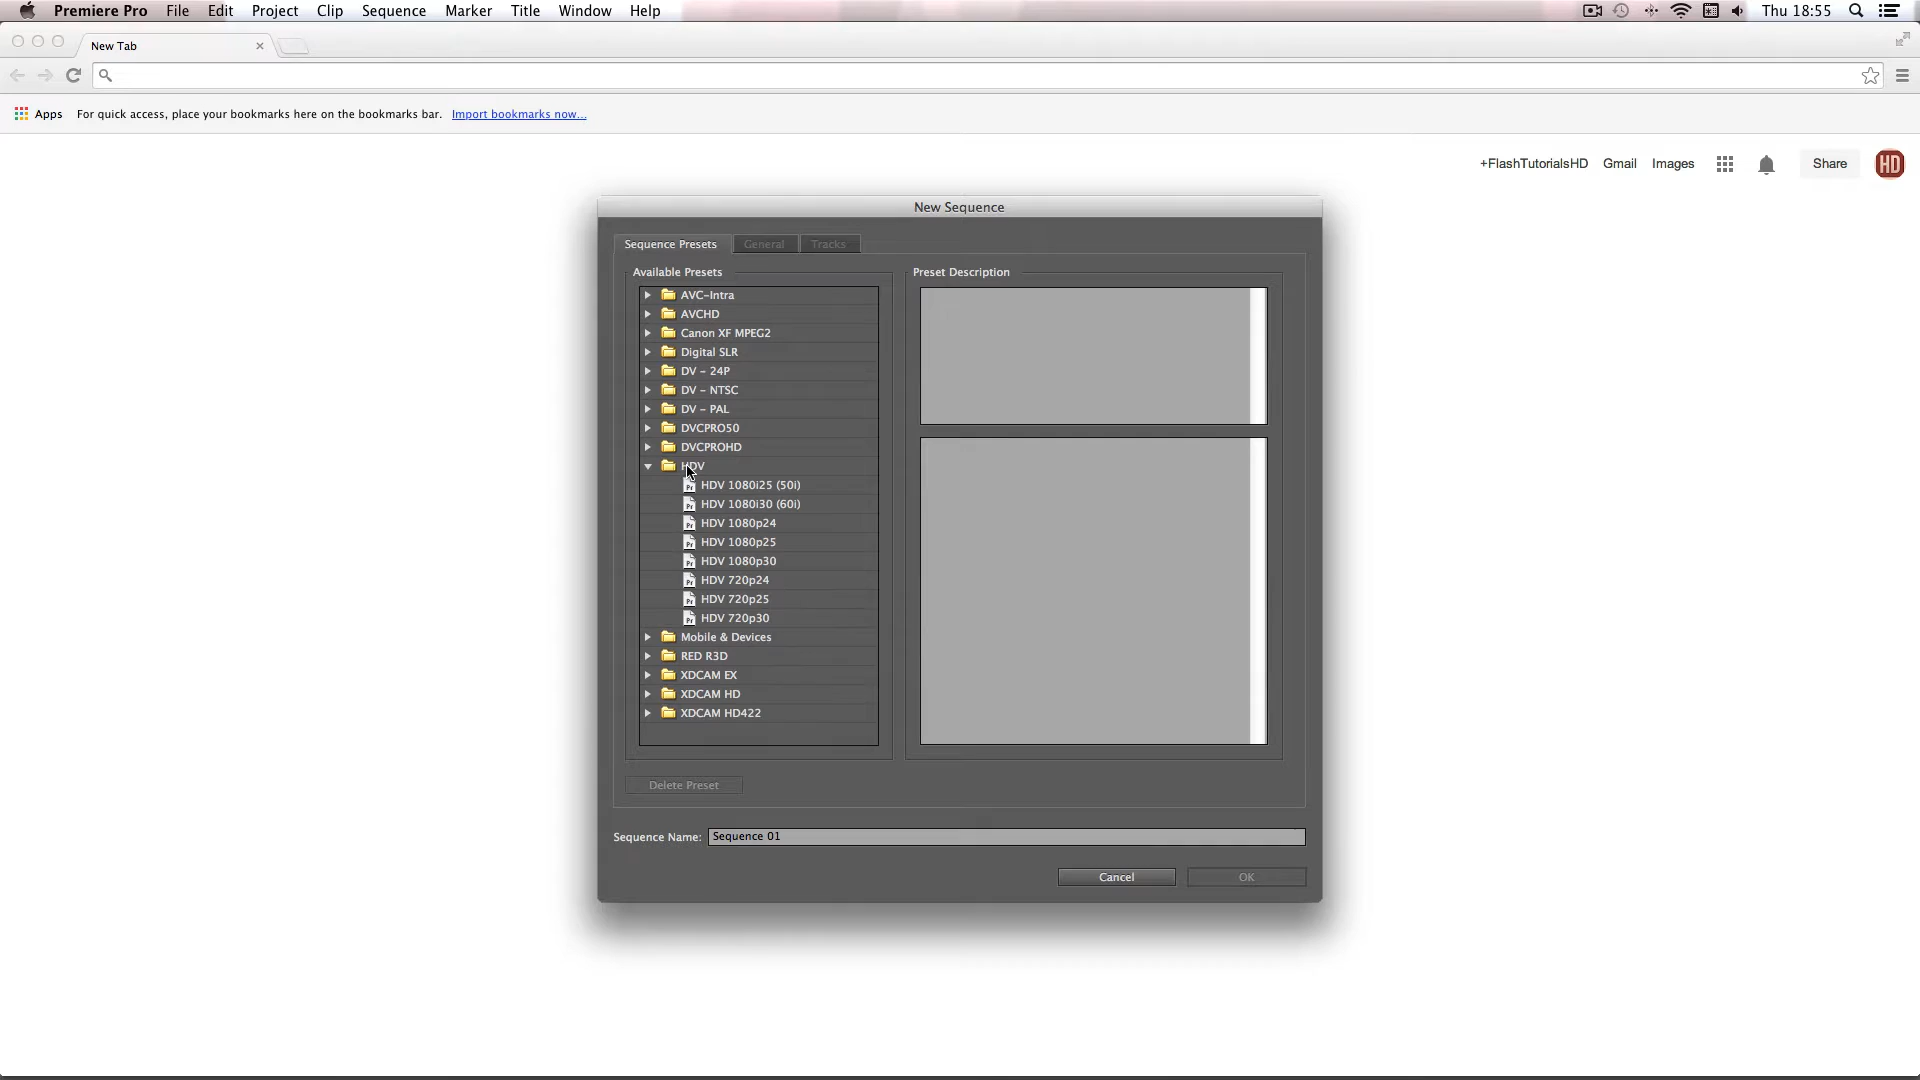 Premiere Pro File Edit Project Clip Sequence Marker Title Window Help Thu 18:55
New Tab
Apps For quick access, place your bookmarks here on the bookmarks bar. Import bookmarks now...
+FlashTutorialsHD Gmail Images Share HD
New Sequence
Sequence Presets General Tracks
Available Presets Preset Description
AVC-Intra
AVCHD
Canon XF MPEG2
Digital SLR
DV – 24P
DV – NTSC
DV – PAL
DVCPRO50
DVCPROHD
HDV
HDV 1080i25 (50i)
HDV 1080i30 (60i)
HDV 1080p24
HDV 1080p25
HDV 1080p30
HDV 720p24
HDV 720p25
HDV 720p30
Mobile & Devices
RED R3D
XDCAM EX
XDCAM HD
XDCAM HD422
Delete Preset
Sequence Name: Sequence 01
Cancel OK